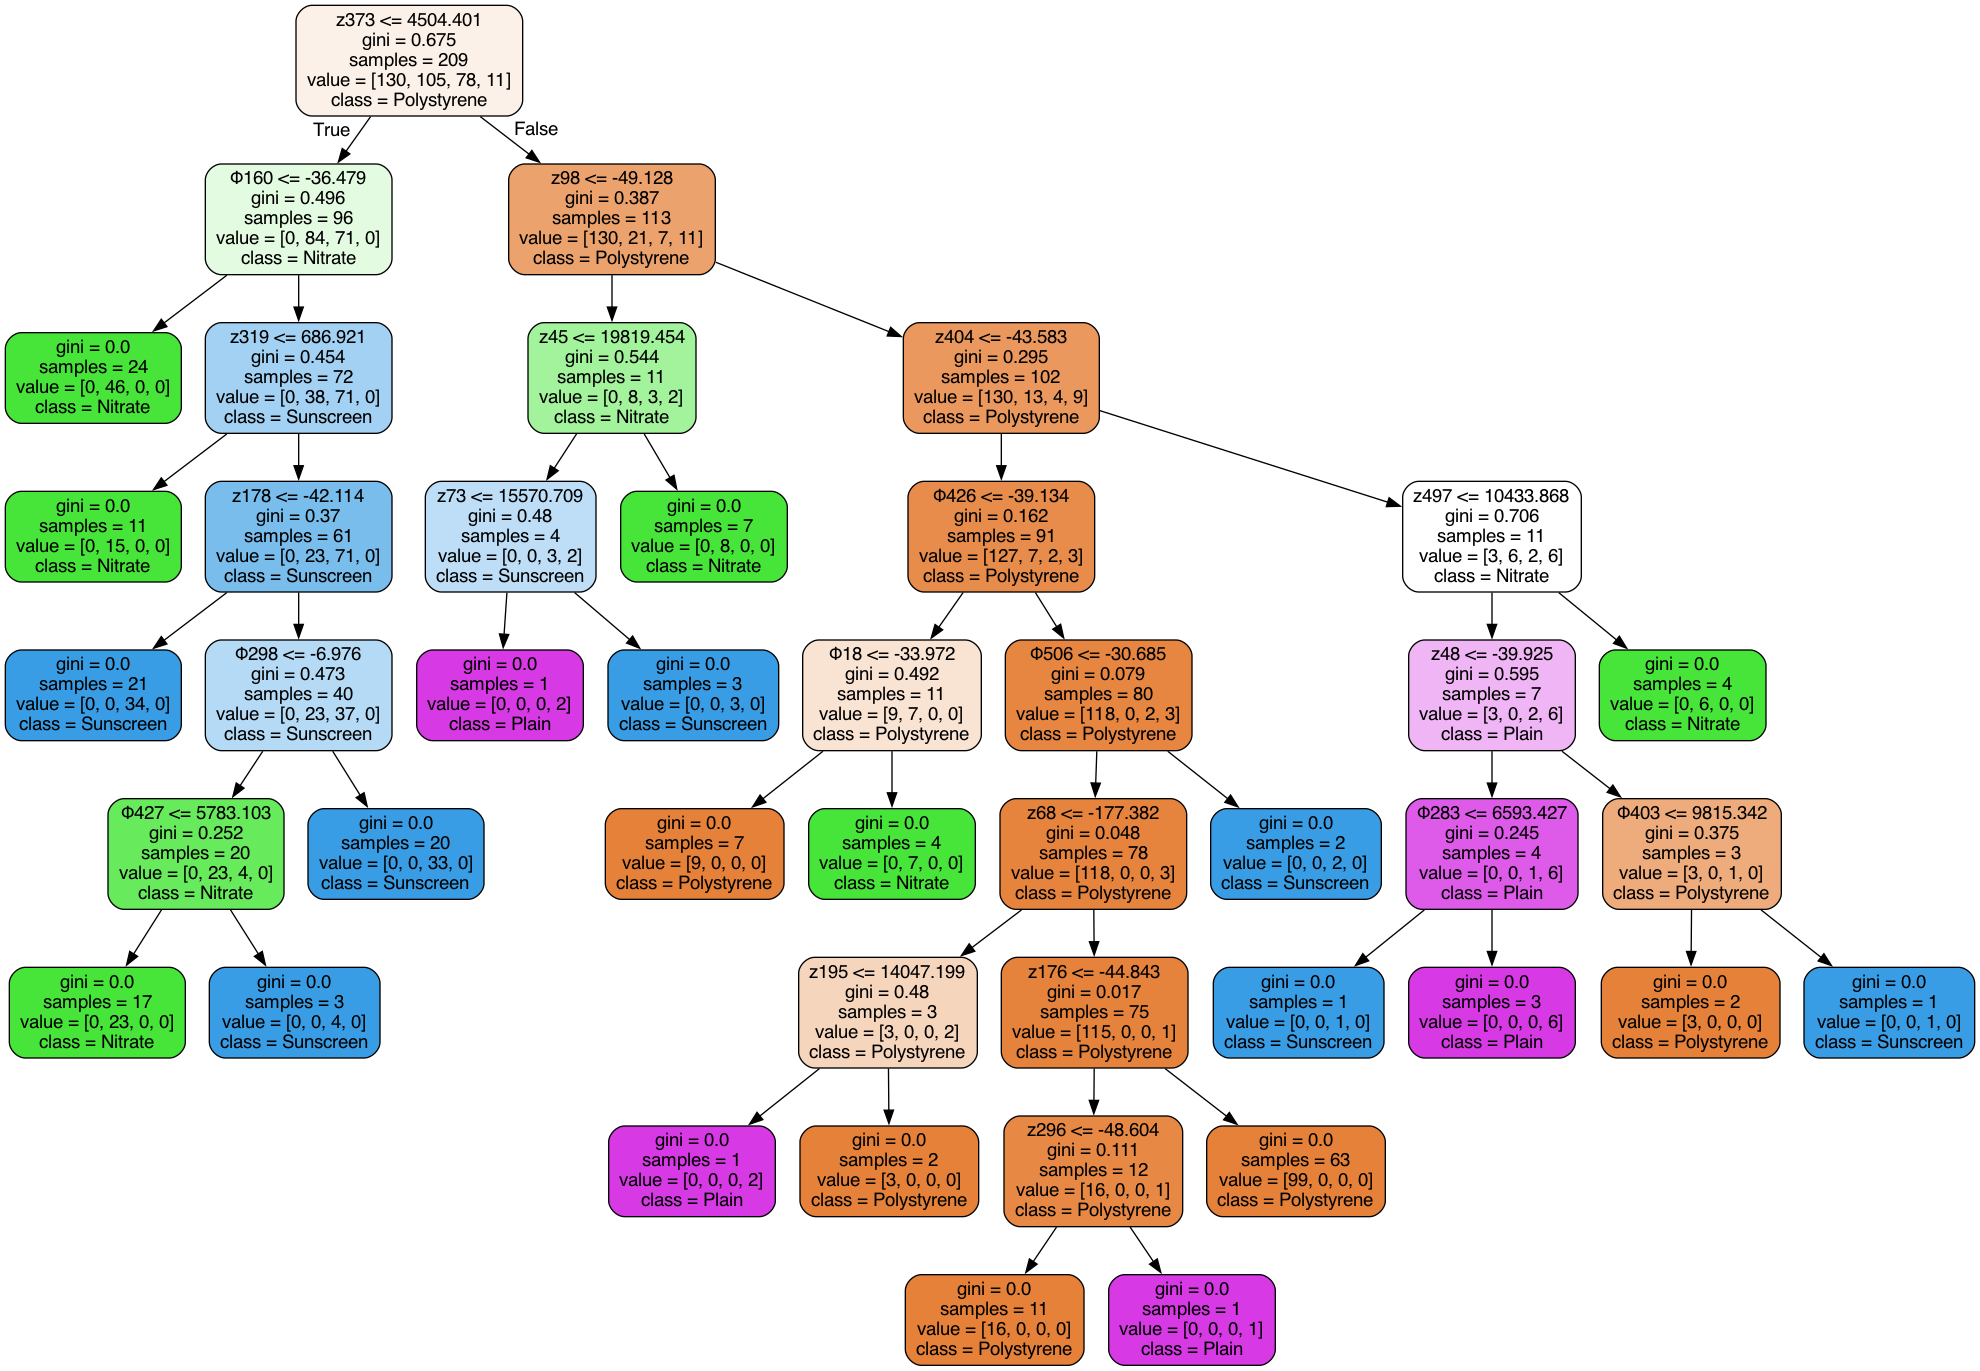 z373 <= 4504.401
gini = 0.675
samples = 209
value = [130, 105, 78, 11]
class = Polystyrene
True
False
Φ160 <= -36.479
gini = 0.496
samples = 96
value = [0, 84, 71, 0]
class = Nitrate
z98 <= -49.128
gini = 0.387
samples = 113
value = [130, 21, 7, 11]
class = Polystyrene
gini = 0.0
samples = 24
value = [0, 46, 0, 0]
class = Nitrate
z319 <= 686.921
gini = 0.454
samples = 72
value = [0, 38, 71, 0]
class = Sunscreen
z45 <= 19819.454
gini = 0.544
samples = 11
value = [0, 8, 3, 2]
class = Nitrate
z404 <= -43.583
gini = 0.295
samples = 102
value = [130, 13, 4, 9]
class = Polystyrene
gini = 0.0
samples = 11
value = [0, 15, 0, 0]
class = Nitrate
z178 <= -42.114
gini = 0.37
samples = 61
value = [0, 23, 71, 0]
class = Sunscreen
z73 <= 15570.709
gini = 0.48
samples = 4
value = [0, 0, 3, 2]
class = Sunscreen
gini = 0.0
samples = 7
value = [0, 8, 0, 0]
class = Nitrate
Φ426 <= -39.134
gini = 0.162
samples = 91
value = [127, 7, 2, 3]
class = Polystyrene
z497 <= 10433.868
gini = 0.706
samples = 11
value = [3, 6, 2, 6]
class = Nitrate
gini = 0.0
samples = 21
value = [0, 0, 34, 0]
class = Sunscreen
Φ298 <= -6.976
gini = 0.473
samples = 40
value = [0, 23, 37, 0]
class = Sunscreen
gini = 0.0
samples = 1
value = [0, 0, 0, 2]
class = Plain
gini = 0.0
samples = 3
value = [0, 0, 3, 0]
class = Sunscreen
Φ18 <= -33.972
gini = 0.492
samples = 11
value = [9, 7, 0, 0]
class = Polystyrene
Φ506 <= -30.685
gini = 0.079
samples = 80
value = [118, 0, 2, 3]
class = Polystyrene
z48 <= -39.925
gini = 0.595
samples = 7
value = [3, 0, 2, 6]
class = Plain
gini = 0.0
samples = 4
value = [0, 6, 0, 0]
class = Nitrate
Φ427 <= 5783.103
gini = 0.252
samples = 20
value = [0, 23, 4, 0]
class = Nitrate
gini = 0.0
samples = 20
value = [0, 0, 33, 0]
class = Sunscreen
gini = 0.0
samples = 7
value = [9, 0, 0, 0]
class = Polystyrene
gini = 0.0
samples = 4
value = [0, 7, 0, 0]
class = Nitrate
z68 <= -177.382
gini = 0.048
samples = 78
value = [118, 0, 0, 3]
class = Polystyrene
gini = 0.0
samples = 2
value = [0, 0, 2, 0]
class = Sunscreen
Φ283 <= 6593.427
gini = 0.245
samples = 4
value = [0, 0, 1, 6]
class = Plain
Φ403 <= 9815.342
gini = 0.375
samples = 3
value = [3, 0, 1, 0]
class = Polystyrene
gini = 0.0
samples = 17
value = [0, 23, 0, 0]
class = Nitrate
gini = 0.0
samples = 3
value = [0, 0, 4, 0]
class = Sunscreen
z195 <= 14047.199
gini = 0.48
samples = 3
value = [3, 0, 0, 2]
class = Polystyrene
z176 <= -44.843
gini = 0.017
samples = 75
value = [115, 0, 0, 1]
class = Polystyrene
gini = 0.0
samples = 1
value = [0, 0, 1, 0]
class = Sunscreen
gini = 0.0
samples = 3
value = [0, 0, 0, 6]
class = Plain
gini = 0.0
samples = 2
value = [3, 0, 0, 0]
class = Polystyrene
gini = 0.0
samples = 1
value = [0, 0, 1, 0]
class = Sunscreen
gini = 0.0
samples = 1
value = [0, 0, 0, 2]
class = Plain
gini = 0.0
samples = 2
value = [3, 0, 0, 0]
class = Polystyrene
z296 <= -48.604
gini = 0.111
samples = 12
value = [16, 0, 0, 1]
class = Polystyrene
gini = 0.0
samples = 63
value = [99, 0, 0, 0]
class = Polystyrene
gini = 0.0
samples = 11
value = [16, 0, 0, 0]
class = Polystyrene
gini = 0.0
samples = 1
value = [0, 0, 0, 1]
class = Plain